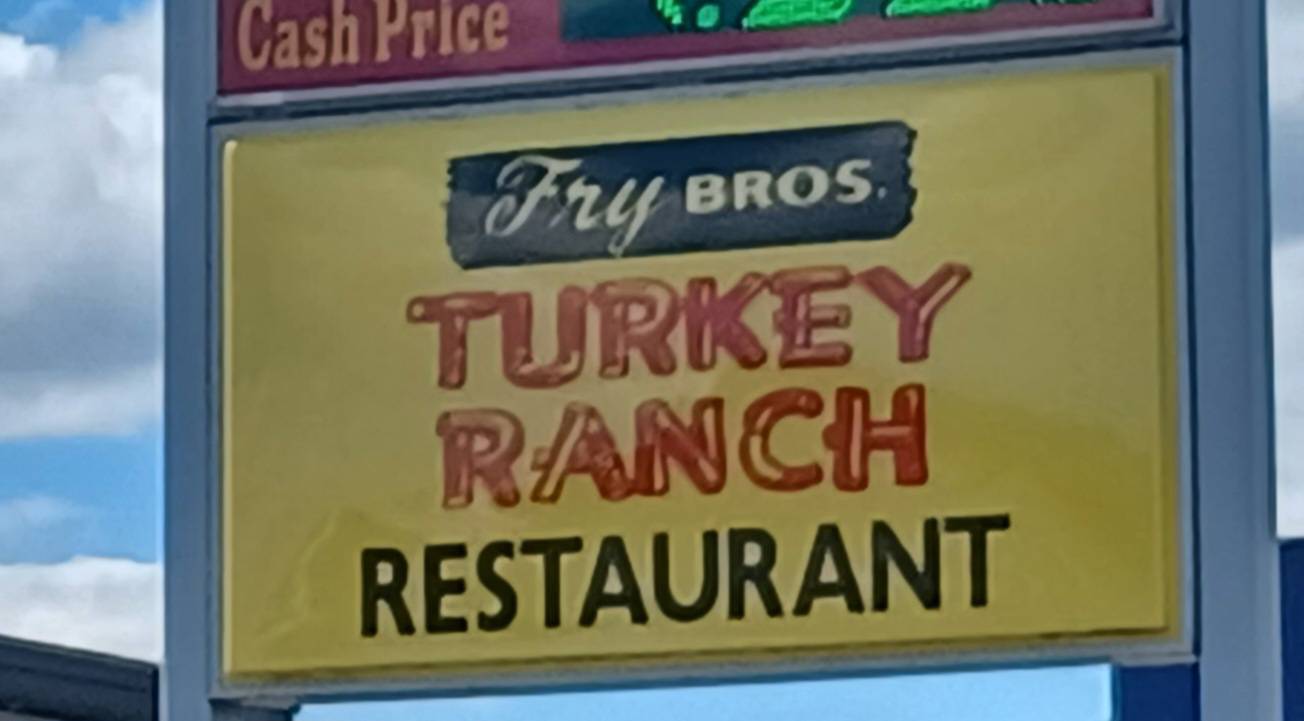 Cash Price
Fry BROS.
TURKEY
RANCH
RESTAURANT